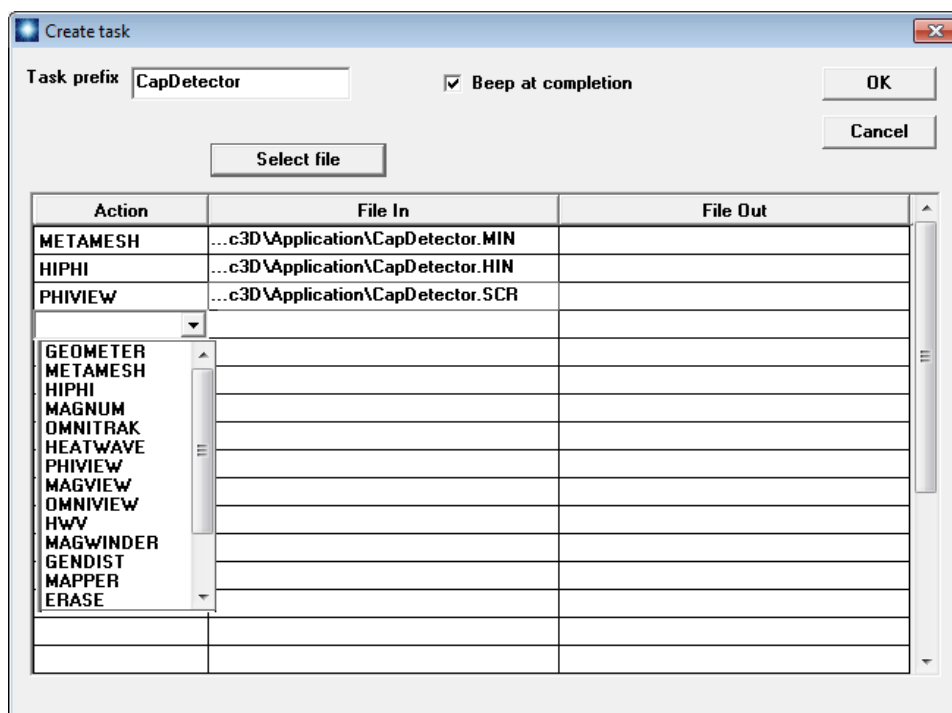 Create task
Task prefix CapDetector Beep at completion OK
Cancel
Select file
Action File In File Out
METAMESH ...c3D\Application\CapDetector.MIN
HIPHI ...c3D\Application\CapDetector.HIN
PHIVIEW ...c3D\Application\CapDetector.SCR
GEOMETER
METAMESH
HIPHI
MAGNUM
OMNITRAK
HEATWAVE
PHIVIEW
MAGVIEW
OMNIVIEW
HWV
MAGWINDER
GENDIST
MAPPER
ERASE